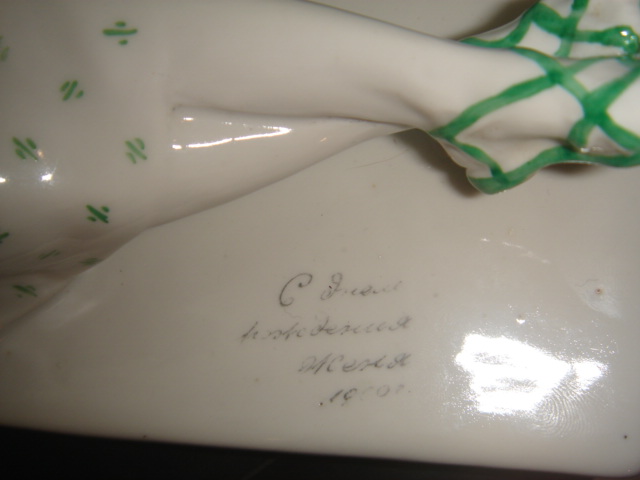 С днем
рождения
Женя